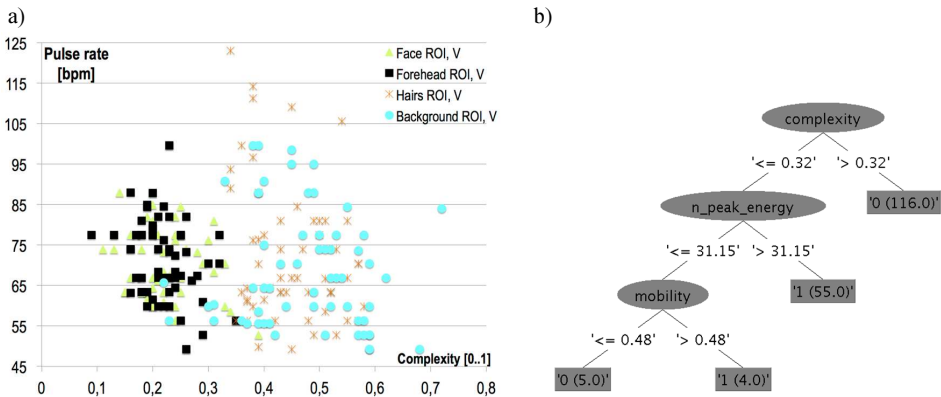 a)
b)
125
115
105
95
85
75
65
55
45
Pulse rate
[bpm]
Face ROI, V
Forehead ROI, V
Hairs ROI, V
Background ROI, V
Complexity [0..1]
0 0,1 0,2 0,3 0,4 0,5 0,6 0,7 0,8
complexity
'<= 0.32' '> 0.32'
n_peak_energy
'0 (116.0)'
'<= 31.15' '> 31.15'
mobility
'1 (55.0)'
'<= 0.48' '> 0.48'
'0 (5.0)'
'1 (4.0)'